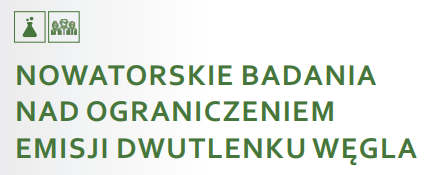 NOWATORSKIE BADANIA
NAD OGRANICZENIEM
EMISJI DWUTLENKU WĘGLA